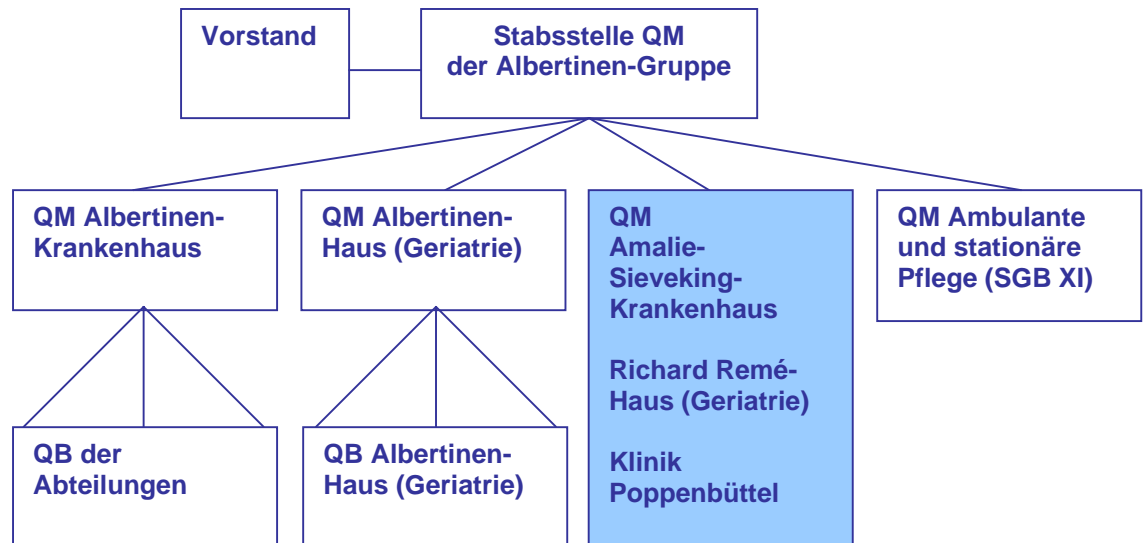 Vorstand
Stabsstelle QM
der Albertinen-Gruppe
QM Albertinen-
Krankenhaus
QM Albertinen-
Haus (Geriatrie)
QM
Amalie-
Sieveking-
Krankenhaus
Richard Remé-
Haus (Geriatrie)
Klinik
Poppenbüttel
QM Ambulante
und stationäre
Pflege (SGB XI)
QB der
Abteilungen
QB Albertinen-
Haus (Geriatrie)